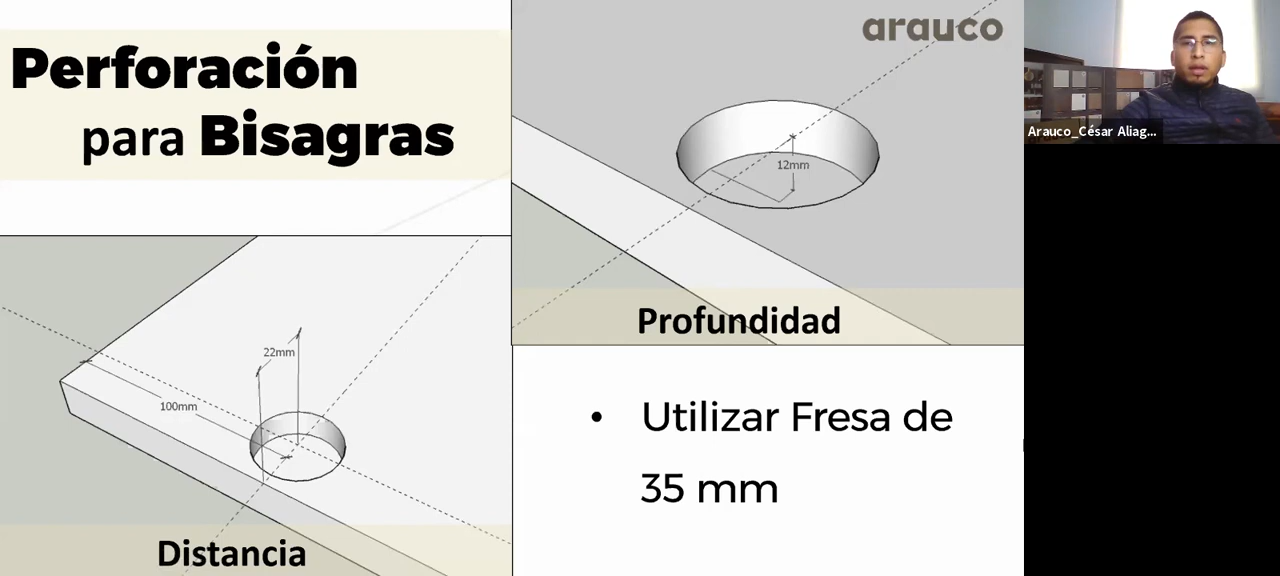 Perforación
para Bisagras
arauco
12mm
Profundidad
Arauco_César Aliag...
22mm
100mm
Distancia
• Utilizar Fresa de
35 mm